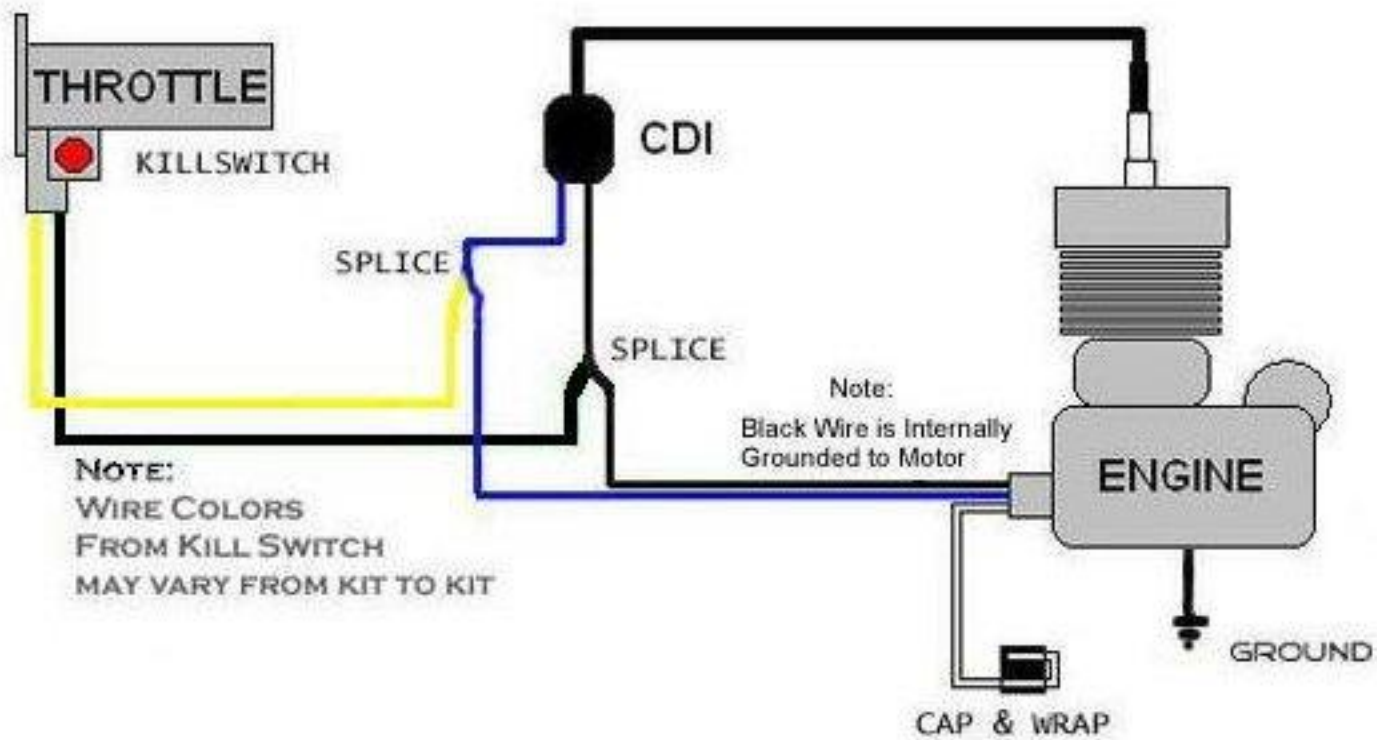 THROTTLE
KILLSWITCH
CDI
SPLICE
SPLICE
Note:
Black Wire is Internally
Grounded to Motor
ENGINE
NOTE:
WIRE COLORS
FROM KILL SWITCH
MAY VARY FROM KIT TO KIT
GROUND
CAP & WRAP